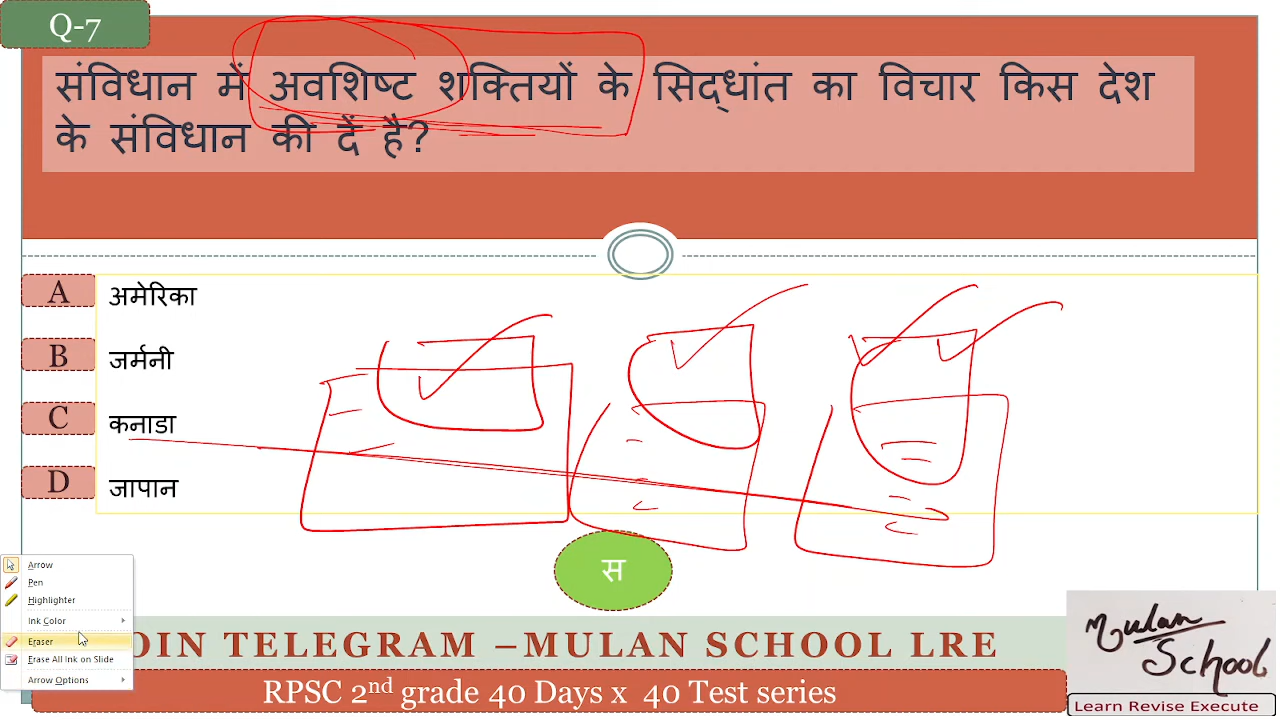 Q-7
संविधान में अवशिष्ट शक्तियों के सिद्धांत का विचार किस देश
के संविधान की दें है?
A अमेरिका
B जर्मनी
C कनाडा
D जापान
स
Arrow
Pen
Highlighter
Ink Color
Eraser
Erase All Ink on Slide
Arrow Options
OIN TELEGRAM –MULAN SCHOOL LRE
RPSC 2nd grade 40 Days x 40 Test series
Mulan
School
Learn Revise Execute